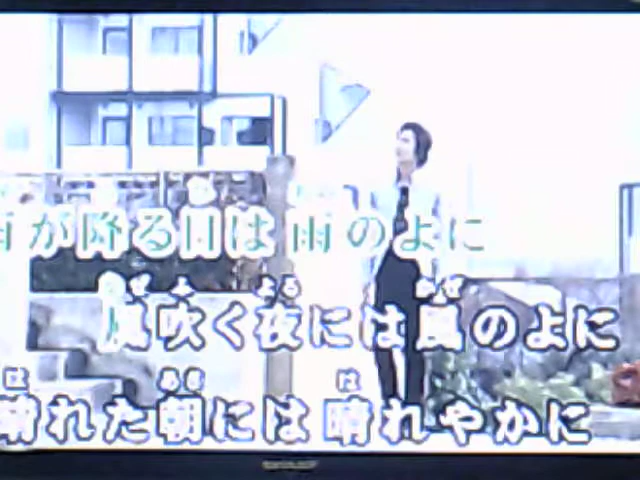 雨が降る日は 雨のよに
風吹く夜には風のよに
晴れた朝には 晴れやかに